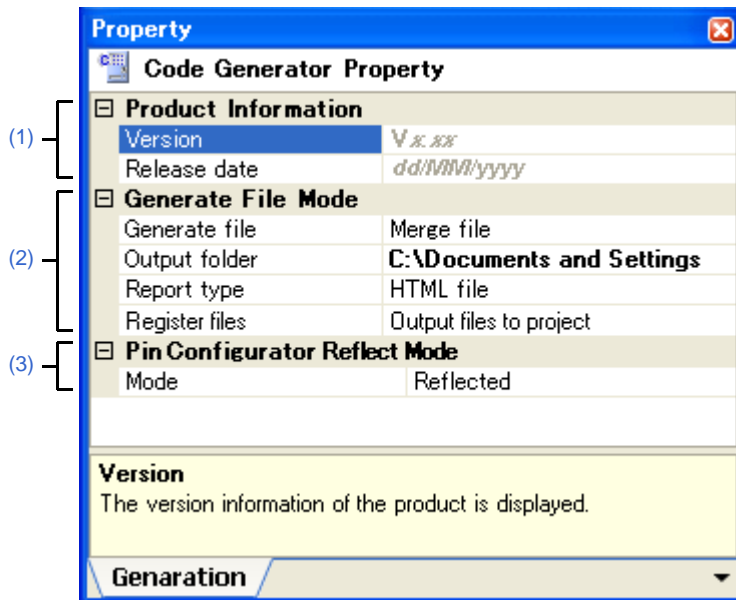 Property
Code Generator Property
(1)
Product Information
Version V x.xx
Release date dd/MM/yyyy
(2)
Generate File Mode
Generate file Merge file
Output folder C:\Documents and Settings
Report type HTML file
Register files Output files to project
(3)
Pin Configurator Reflect Mode
Mode Reflected
Version
The version information of the product is displayed.
Genaration